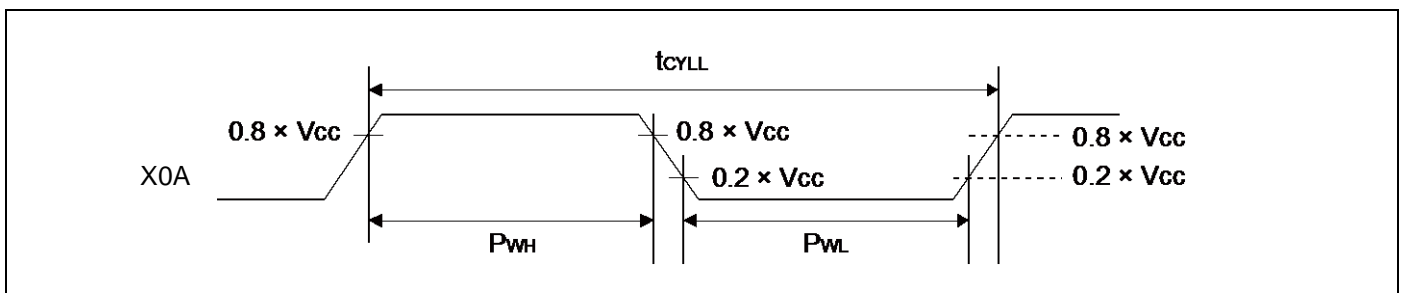 tCYLL
0.8 × Vcc
0.8 × Vcc
0.8 × Vcc
X0A
0.2 × Vcc
0.2 × Vcc
PWH
PWL